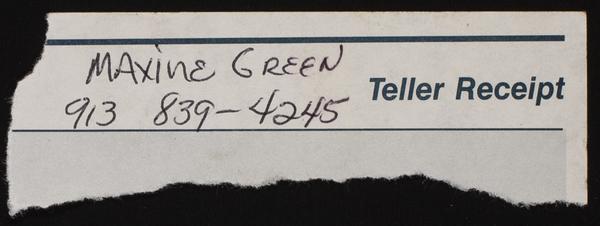 MAXINE GREEN
913 839-4245
Teller Receipt